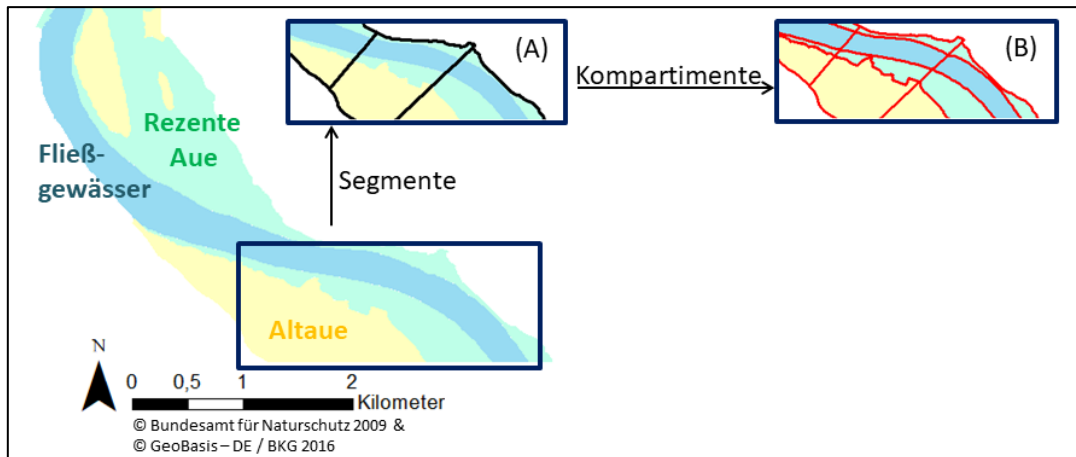 (A)
Kompartimente
(B)
Rezente
Aue
Fließ-
gewässer
Segmente
Altaue
N
0 0,5 1 2
Kilometer
© Bundesamt für Naturschutz 2009 &
© GeoBasis – DE / BKG 2016